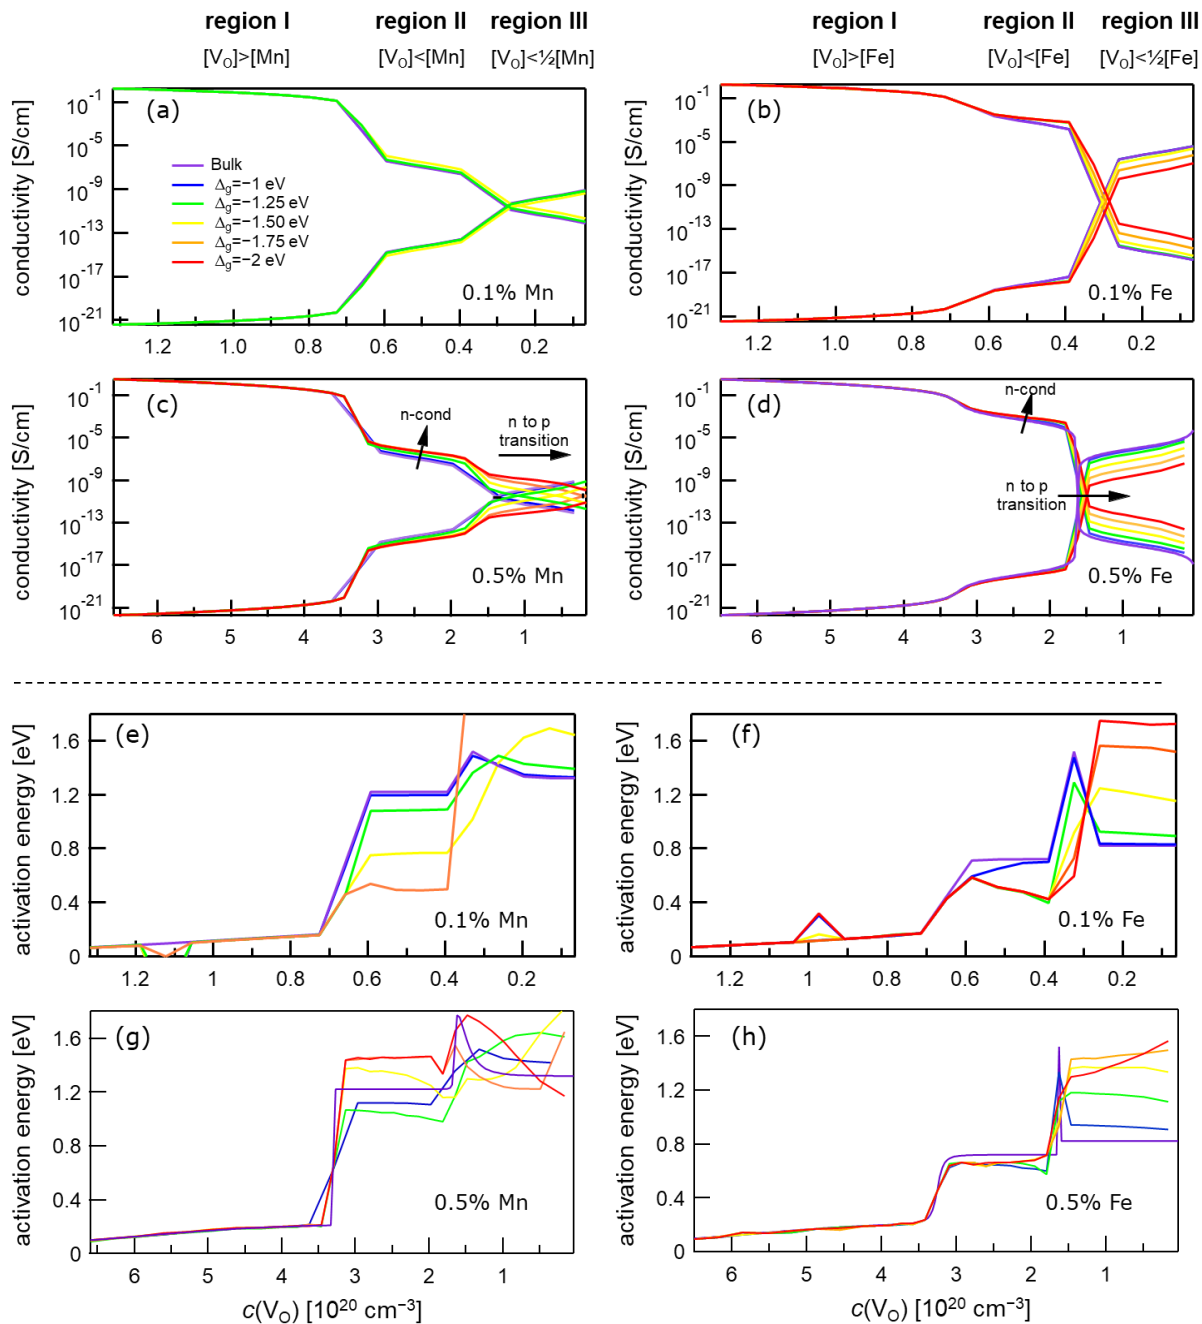 region I region II region III
[V_O]>[Mn] [V_O]<[Mn] [V_O]<½[Mn]
region I region II region III
[V_O]>[Fe] [V_O]<[Fe] [V_O]<½[Fe]
conductivity [S/cm]
10^-1
10^-5
10^-9
10^-13
10^-17
10^-21
(a)
Bulk
Δ_g=−1 eV
Δ_g=−1.25 eV
Δ_g=−1.50 eV
Δ_g=−1.75 eV
Δ_g=−2 eV
0.1% Mn
1.2 1.0 0.8 0.6 0.4 0.2
conductivity [S/cm]
10^-1
10^-5
10^-9
10^-13
10^-17
10^-21
(b)
0.1% Fe
1.2 1 0.8 0.6 0.4 0.2
conductivity [S/cm]
10^-1
10^-5
10^-9
10^-13
10^-17
10^-21
(c)
n-cond
n to p
transition
0.5% Mn
6 5 4 3 2 1
conductivity [S/cm]
10^-1
10^-5
10^-9
10^-13
10^-17
10^-21
(d)
n-cond
n to p
transition
0.5% Fe
6 5 4 3 2 1
activation energy [eV]
1.6
1.2
0.8
0.4
0
(e)
0.1% Mn
1.2 1 0.8 0.6 0.4 0.2
activation energy [eV]
1.6
1.2
0.8
0.4
0
(f)
0.1% Fe
1.2 1 0.8 0.6 0.4 0.2
activation energy [eV]
1.6
1.2
0.8
0.4
0
(g)
0.5% Mn
6 5 4 3 2 1
c(V_O) [10^20 cm^−3]
activation energy [eV]
1.6
1.2
0.8
0.4
0
(h)
0.5% Fe
6 5 4 3 2 1
c(V_O) [10^20 cm^−3]